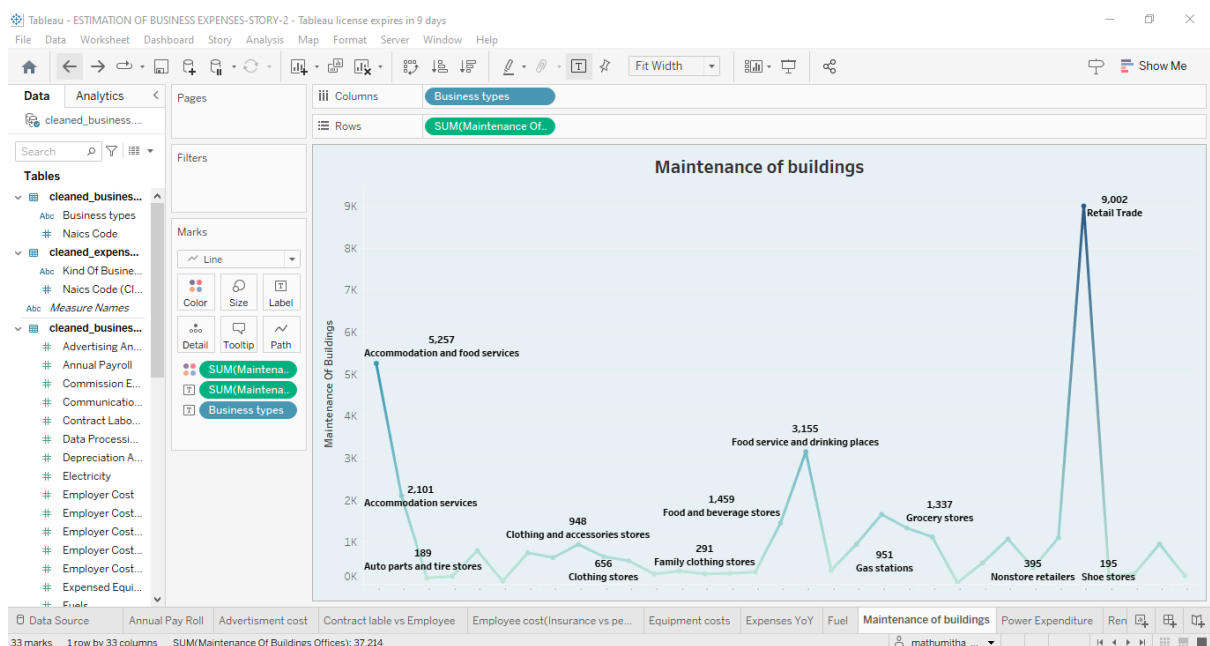 Tableau - ESTIMATION OF BUSINESS EXPENSES-STORY-2 - Tableau license expires in 9 days
File Data Worksheet Dashboard Story Analysis Map Format Server Window Help
Fit Width
Show Me
Data Analytics
cleaned_business....
Search
Tables
cleaned_busines...
Abc Business types
# Naics Code
cleaned_expens...
Abc Kind Of Busine...
# Naics Code (Cl...
Abc Measure Names
cleaned_busines...
# Advertising An...
# Annual Payroll
# Commission E...
# Communicatio...
# Contract Labo...
# Data Processi...
# Depreciation A...
# Electricity
# Employer Cost
# Employer Cost...
# Employer Cost...
# Employer Cost...
# Employer Cost...
# Expensed Equi...
# Fuels
Pages
Filters
Marks
Line
Color Size Label
Detail Tooltip Path
SUM(Maintena..
SUM(Maintena..
Business types
Columns Business types
Rows SUM(Maintenance Of..
Maintenance of buildings
Maintenance Of Buildings
9K
8K
7K
6K
5K
4K
3K
2K
1K
0K
9,002
Retail Trade
5,257
Accommodation and food services
3,155
Food service and drinking places
2,101
Accommodation services
1,459
Food and beverage stores
1,337
Grocery stores
948
Clothing and accessories stores
189
Auto parts and tire stores
656
Clothing stores
291
Family clothing stores
951
Gas stations
395
Nonstore retailers
195
Shoe stores
Data Source Annual Pay Roll Advertisment cost Contract lable vs Employee Employee cost(Insurance vs pe... Equipment costs Expenses YoY Fuel Maintenance of buildings Power Expenditure Ren
33 marks 1 row by 33 columns SUM(Maintenance Of Buildings Offices): 37,214 mathumitha ...